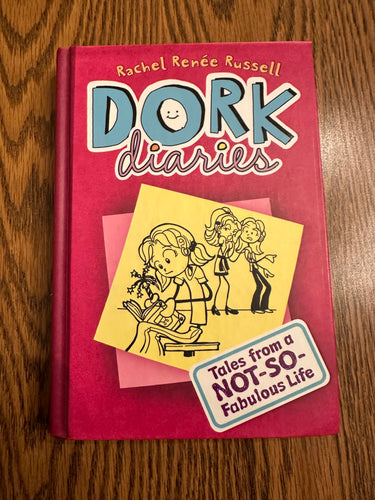 Rachel Renée Russell
DORK
diaries
Tales from a
NOT-SO-
Fabulous Life